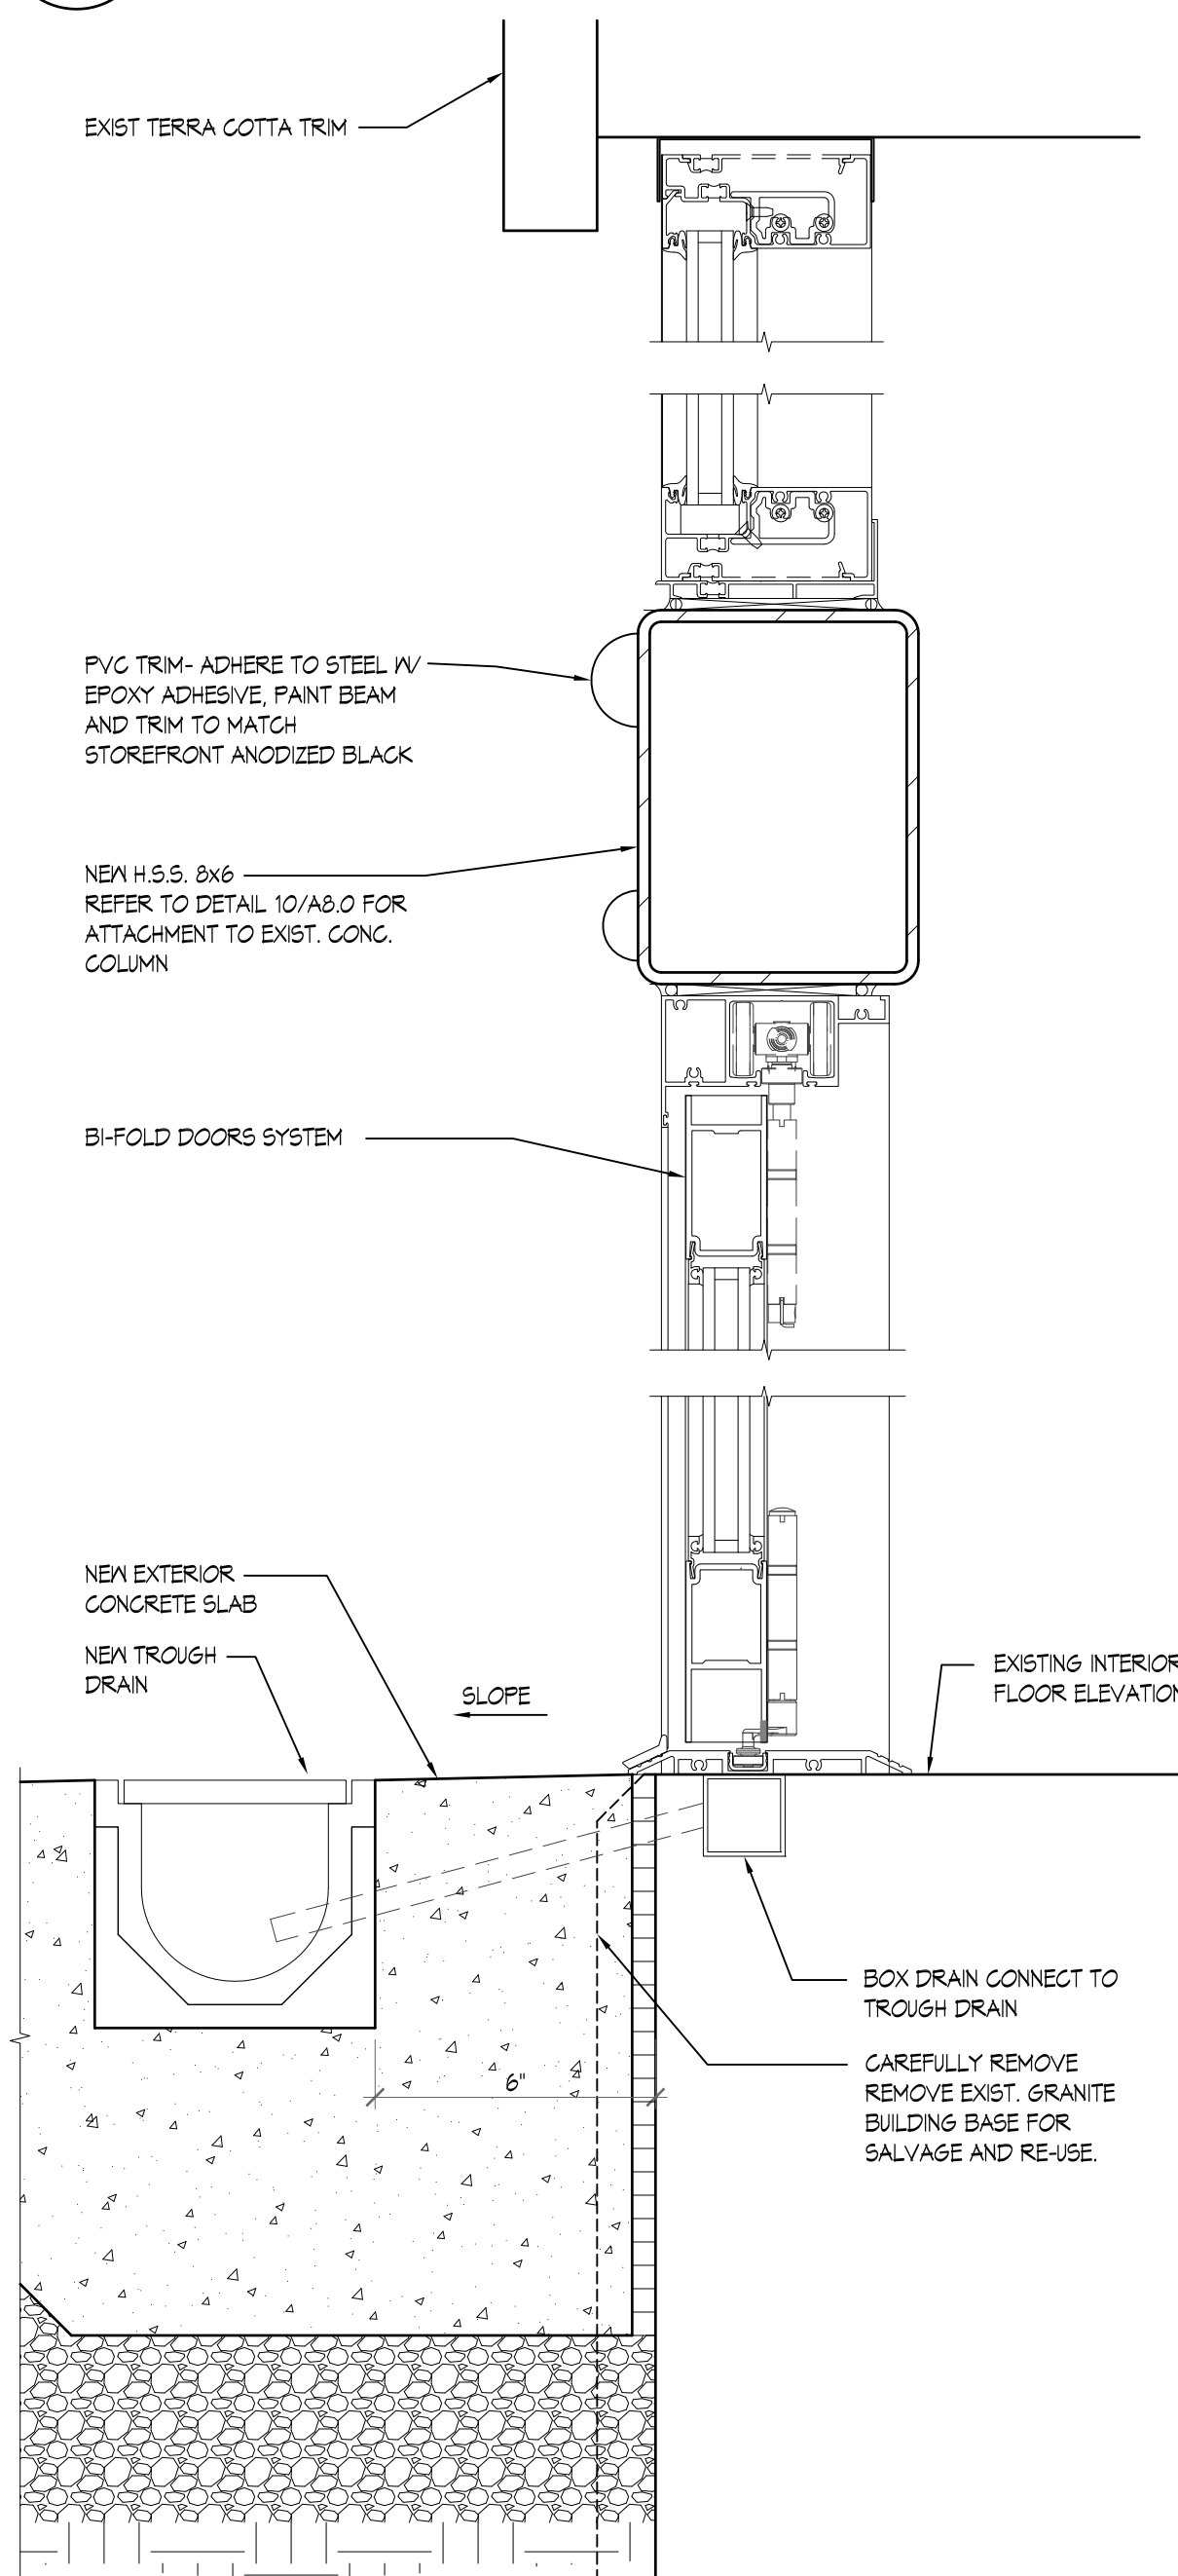 EXIST TERRA COTTA TRIM
PVC TRIM- ADHERE TO STEEL W/
EPOXY ADHESIVE, PAINT BEAM
AND TRIM TO MATCH
STOREFRONT ANODIZED BLACK
NEW H.S.S. 8x6
REFER TO DETAIL 10/A8.0 FOR
ATTACHMENT TO EXIST. CONC.
COLUMN
BI-FOLD DOORS SYSTEM
NEW EXTERIOR
CONCRETE SLAB
NEW TROUGH
DRAIN
SLOPE
EXISTING INTERIOR
FLOOR ELEVATION
BOX DRAIN CONNECT TO
TROUGH DRAIN
CAREFULLY REMOVE
REMOVE EXIST. GRANITE
BUILDING BASE FOR
SALVAGE AND RE-USE.
6"